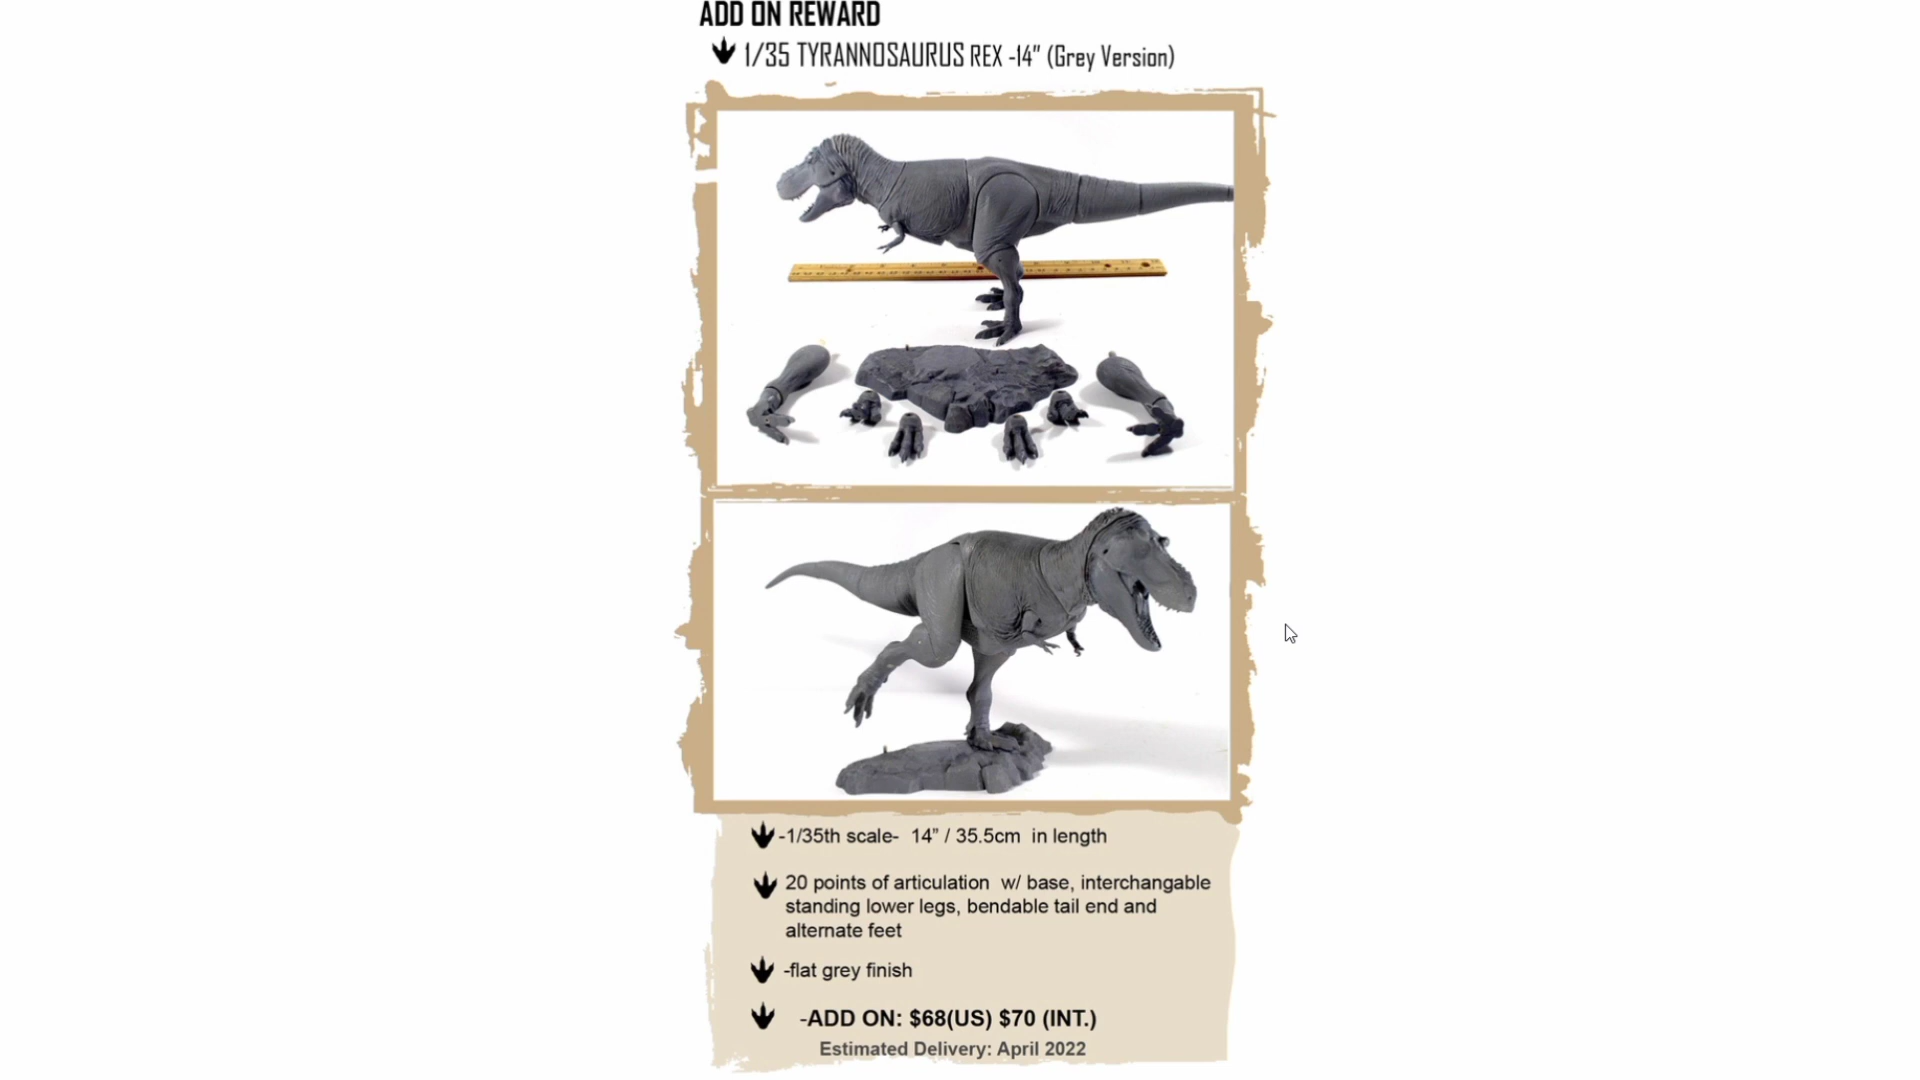 ADD ON REWARD
1/35 TYRANNOSAURUS REX -14” (Grey Version)
-1/35th scale- 14” / 35.5cm in length
20 points of articulation w/ base, interchangable
standing lower legs, bendable tail end and
alternate feet
-flat grey finish
-ADD ON: $68(US) $70 (INT.)
Estimated Delivery: April 2022